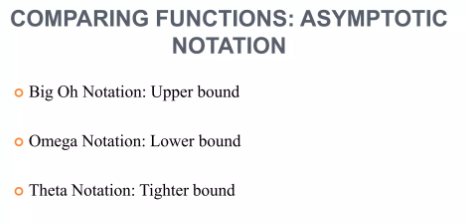 COMPARING FUNCTIONS: ASYMPTOTIC
NOTATION
Big Oh Notation: Upper bound
Omega Notation: Lower bound
Theta Notation: Tighter bound